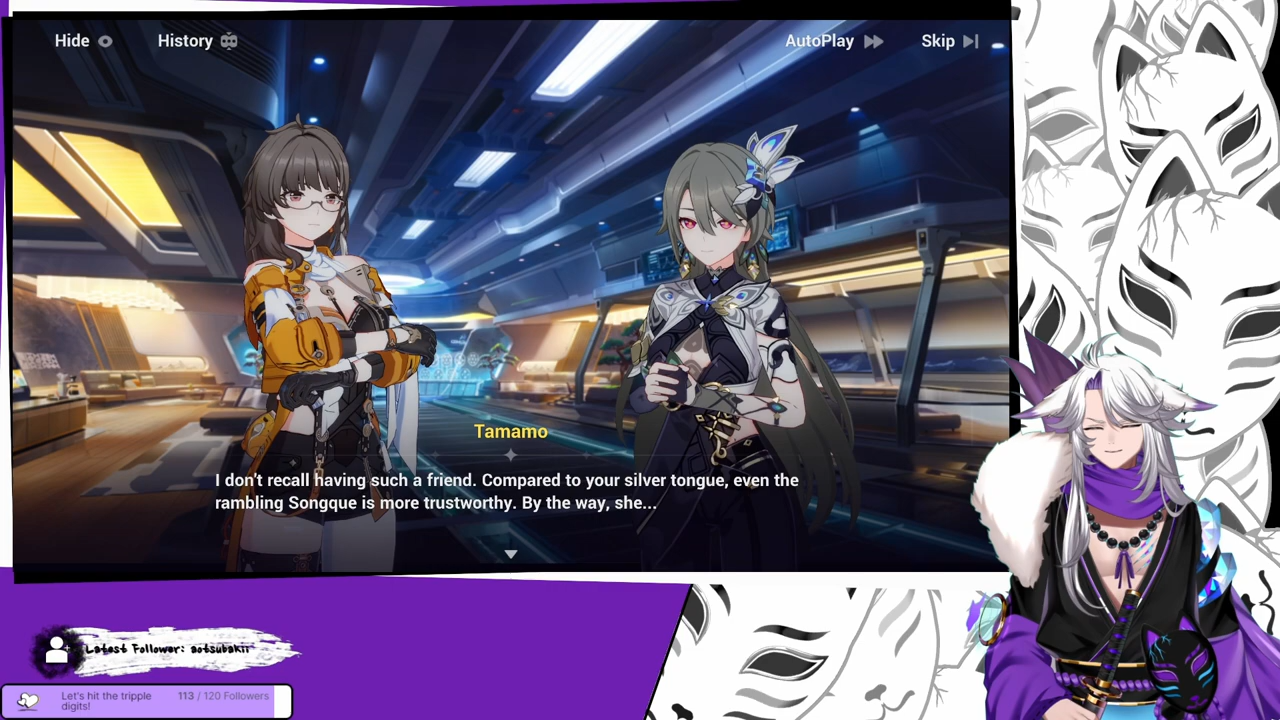 Hide
History
AutoPlay
Skip
Tamamo
I don't recall having such a friend. Compared to your silver tongue, even the
rambling Songque is more trustworthy. By the way, she...
Latest Follower: aotsubakii
Let's hit the tripple
digits!
113 / 120 Followers